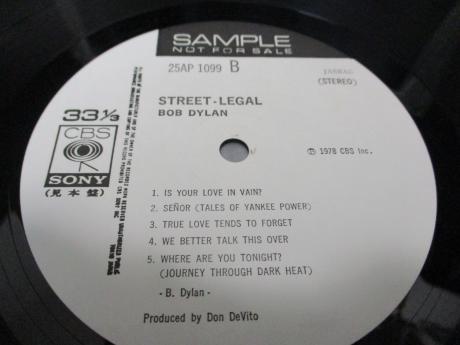 SAMPLE
NOT FOR SALE
25AP 1099 B
JASRAC
(STEREO)
STREET-LEGAL
BOB DYLAN
33 1/3
CBS
SONY
(見本盤)
℗ 1978 CBS Inc.
1. IS YOUR LOVE IN VAIN?
2. SEÑOR (TALES OF YANKEE POWER)
3. TRUE LOVE TENDS TO FORGET
4. WE BETTER TALK THIS OVER
5. WHERE ARE YOU TONIGHT?
(JOURNEY THROUGH DARK HEAT)
- B. Dylan -
Produced by Don DeVito